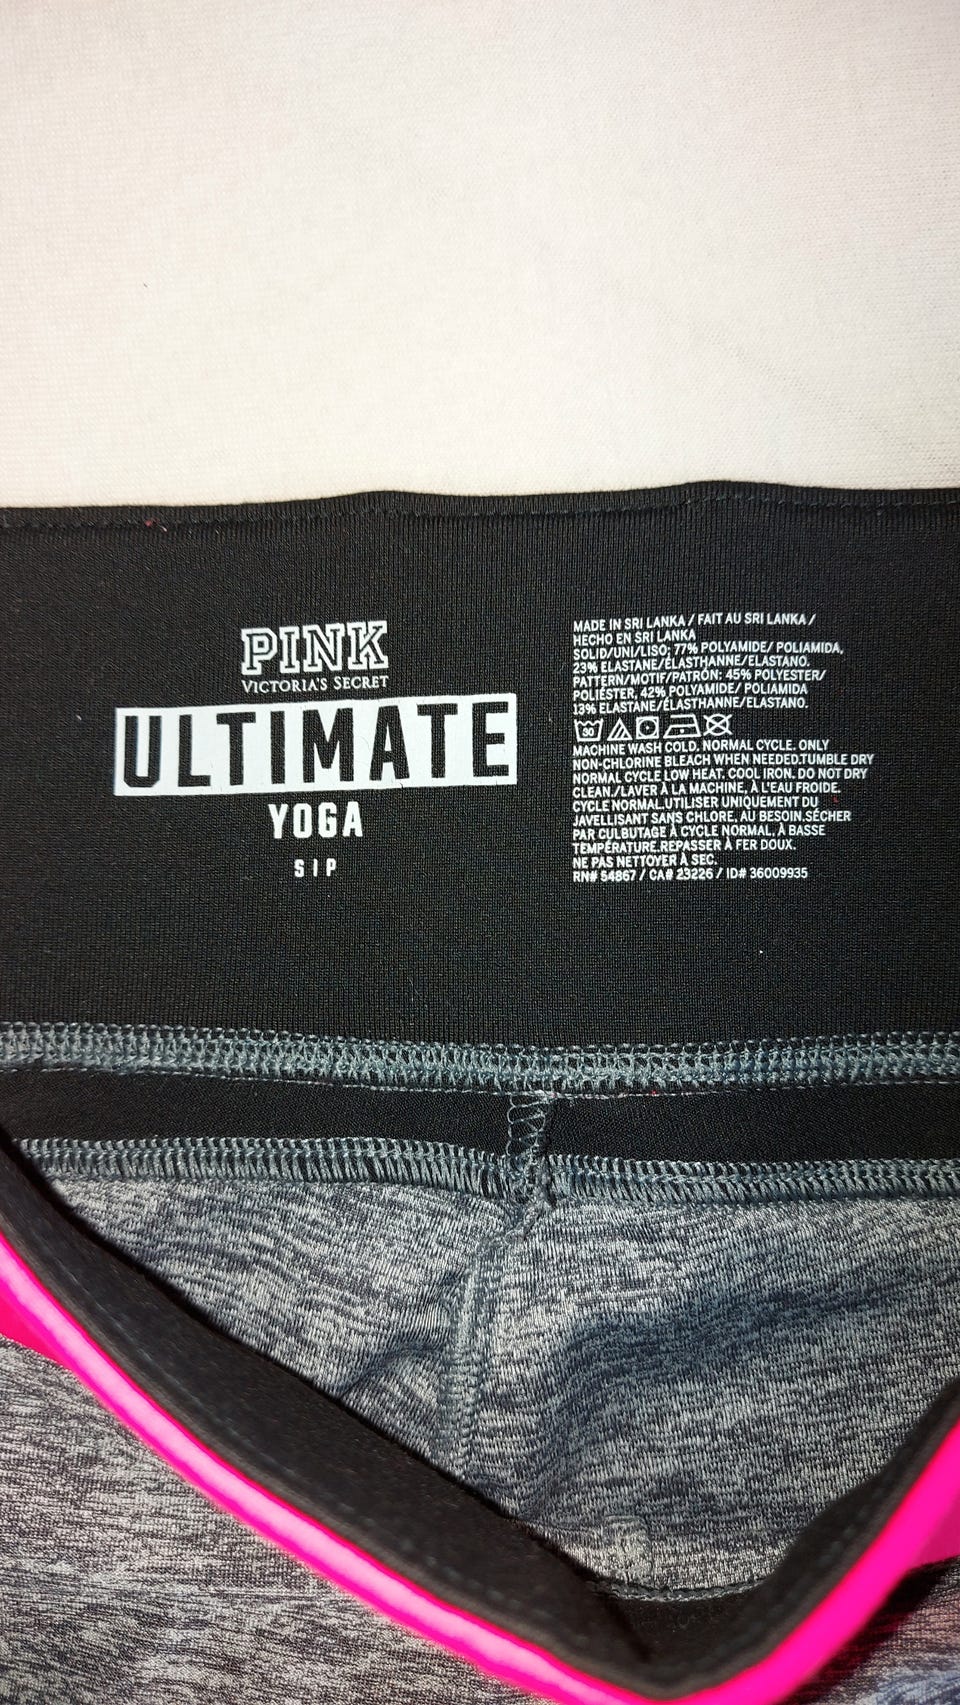 PINK
VICTORIA'S SECRET
ULTIMATE
YOGA
S | P
MADE IN SRI LANKA / FAIT AU SRI LANKA /
HECHO EN SRI LANKA
SOLID/UNI/LISO: 77% POLYAMIDE/ POLIAMIDA,
23% ELASTANE/ÉLASTHANNE/ELASTANO.
PATTERN/MOTIF/PATRÓN: 45% POLYESTER/
POLIÉSTER, 42% POLYAMIDE/ POLIAMIDA
13% ELASTANE/ÉLASTHANNE/ELASTANO.
30
MACHINE WASH COLD. NORMAL CYCLE. ONLY
NON-CHLORINE BLEACH WHEN NEEDED.TUMBLE DRY
NORMAL CYCLE LOW HEAT. COOL IRON. DO NOT DRY
CLEAN./LAVER À LA MACHINE, À L'EAU FROIDE.
CYCLE NORMAL.UTILISER UNIQUEMENT DU
JAVELLISANT SANS CHLORE, AU BESOIN.SÉCHER
PAR CULBUTAGE À CYCLE NORMAL, À BASSE
TEMPÉRATURE.REPASSER À FER DOUX.
NE PAS NETTOYER À SEC.
RN# 54867 / CA# 23226 / ID# 36009935